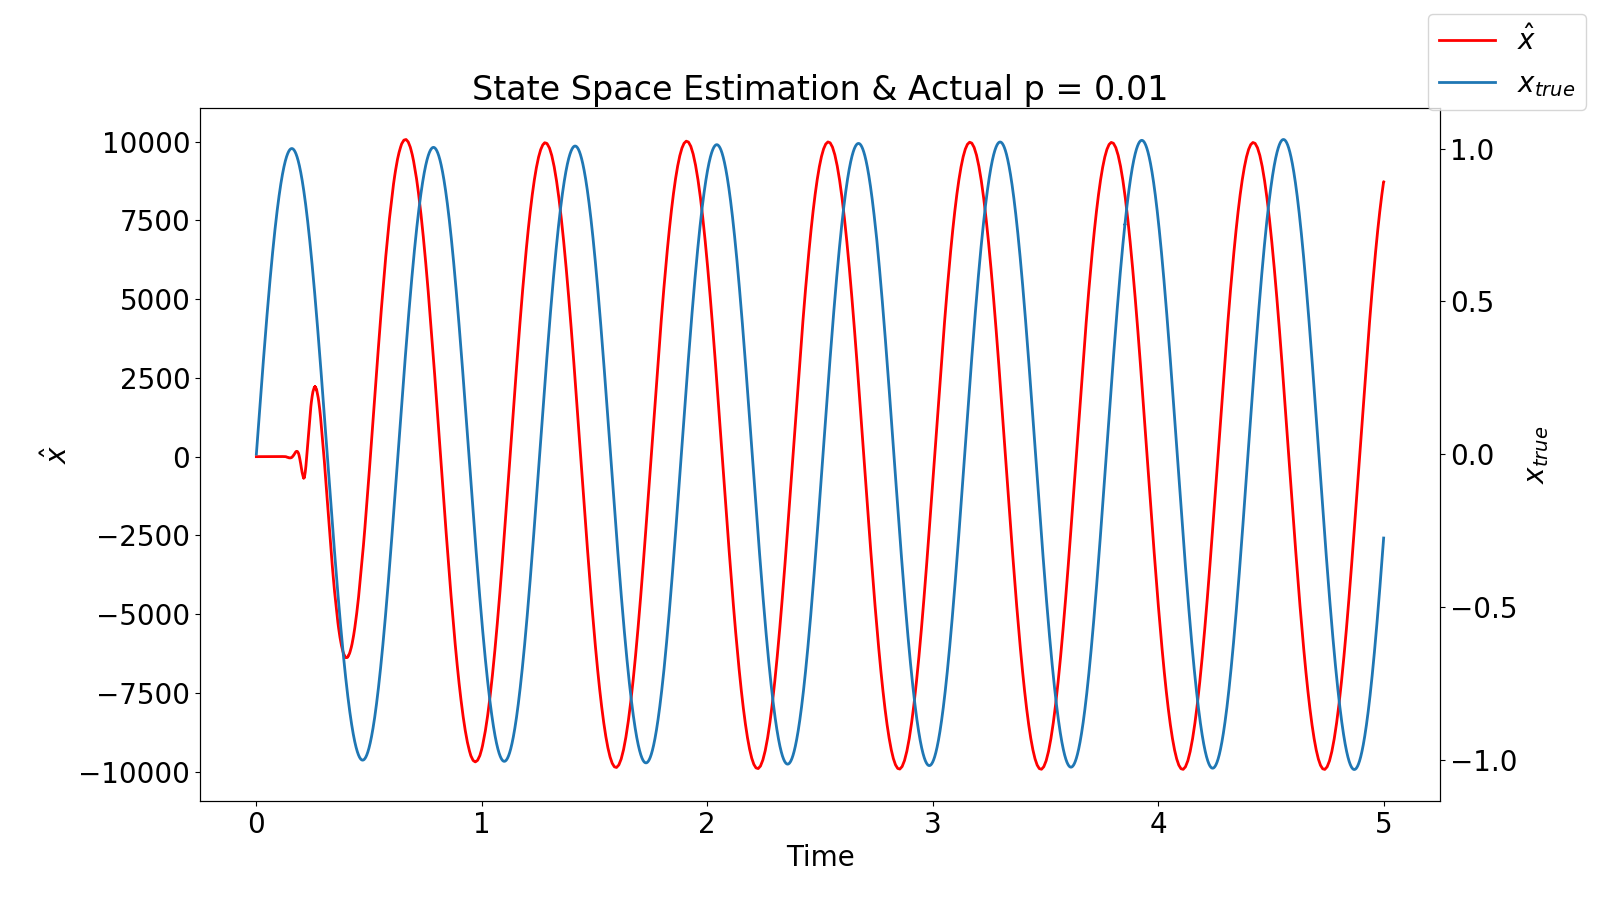 x̂
x_true
State Space Estimation & Actual p = 0.01
10000
7500
5000
2500
0
−2500
−5000
−7500
−10000
x̂
1.0
0.5
0.0
−0.5
−1.0
x_true
0 1 2 3 4 5
Time